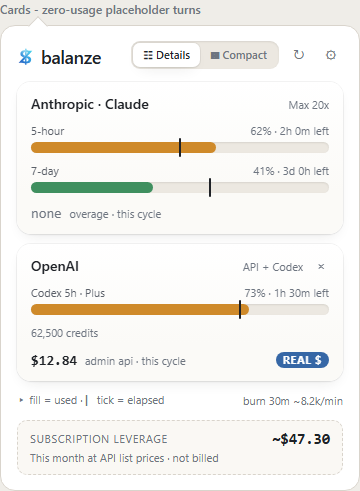 Cards - zero-usage placeholder turns
balanze
Details
Compact
Anthropic · Claude
Max 20x
5-hour
62% · 2h 0m left
7-day
41% · 3d 0h left
none overage · this cycle
OpenAI
API + Codex ×
Codex 5h · Plus
73% · 1h 30m left
62,500 credits
$12.84 admin api · this cycle
REAL $
‣ fill = used · | tick = elapsed
burn 30m ~8.2k/min
SUBSCRIPTION LEVERAGE
~$47.30
This month at API list prices · not billed